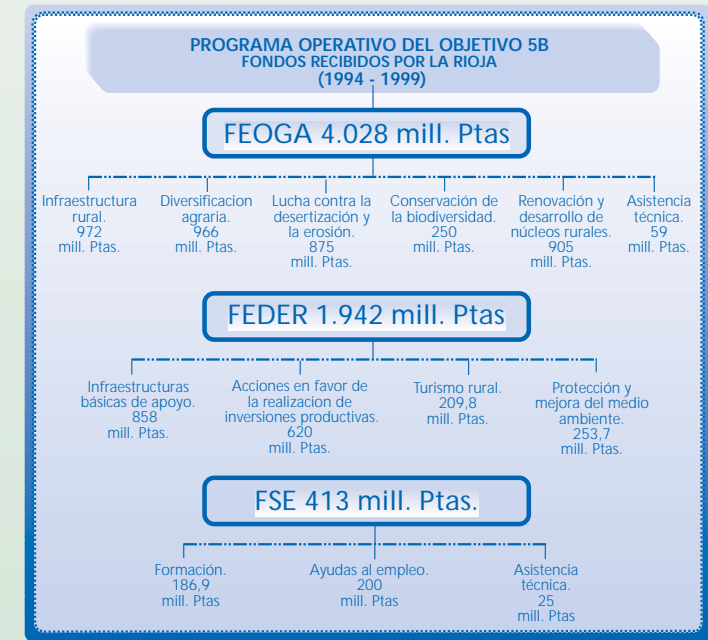 PROGRAMA OPERATIVO DEL OBJETIVO 5B
FONDOS RECIBIDOS POR LA RIOJA
(1994 - 1999)
FEOGA 4.028 mill. Ptas
Infraestructura
rural.
972
mill. Ptas.
Diversificacion
agraria.
966
mill. Ptas.
Lucha contra la
desertización y
la erosión.
875
mill. Ptas.
Conservación de
la biodiversidad.
250
mill. Ptas.
Renovación y
desarrollo de
núcleos rurales.
905
mill. Ptas.
Asistencia
técnica.
59
mill. Ptas.
FEDER 1.942 mill. Ptas
Infraestructuras
básicas de apoyo.
858
mill. Ptas.
Acciones en favor de
la realizacion de
inversiones productivas.
620
mill. Ptas.
Turismo rural.
209,8
mill. Ptas.
Protección y
mejora del medio
ambiente.
253,7
mill. Ptas.
FSE 413 mill. Ptas.
Formación.
186,9
mill. Ptas
Ayudas al empleo.
200
mill. Ptas
Asistencia
técnica.
25
mill. Ptas